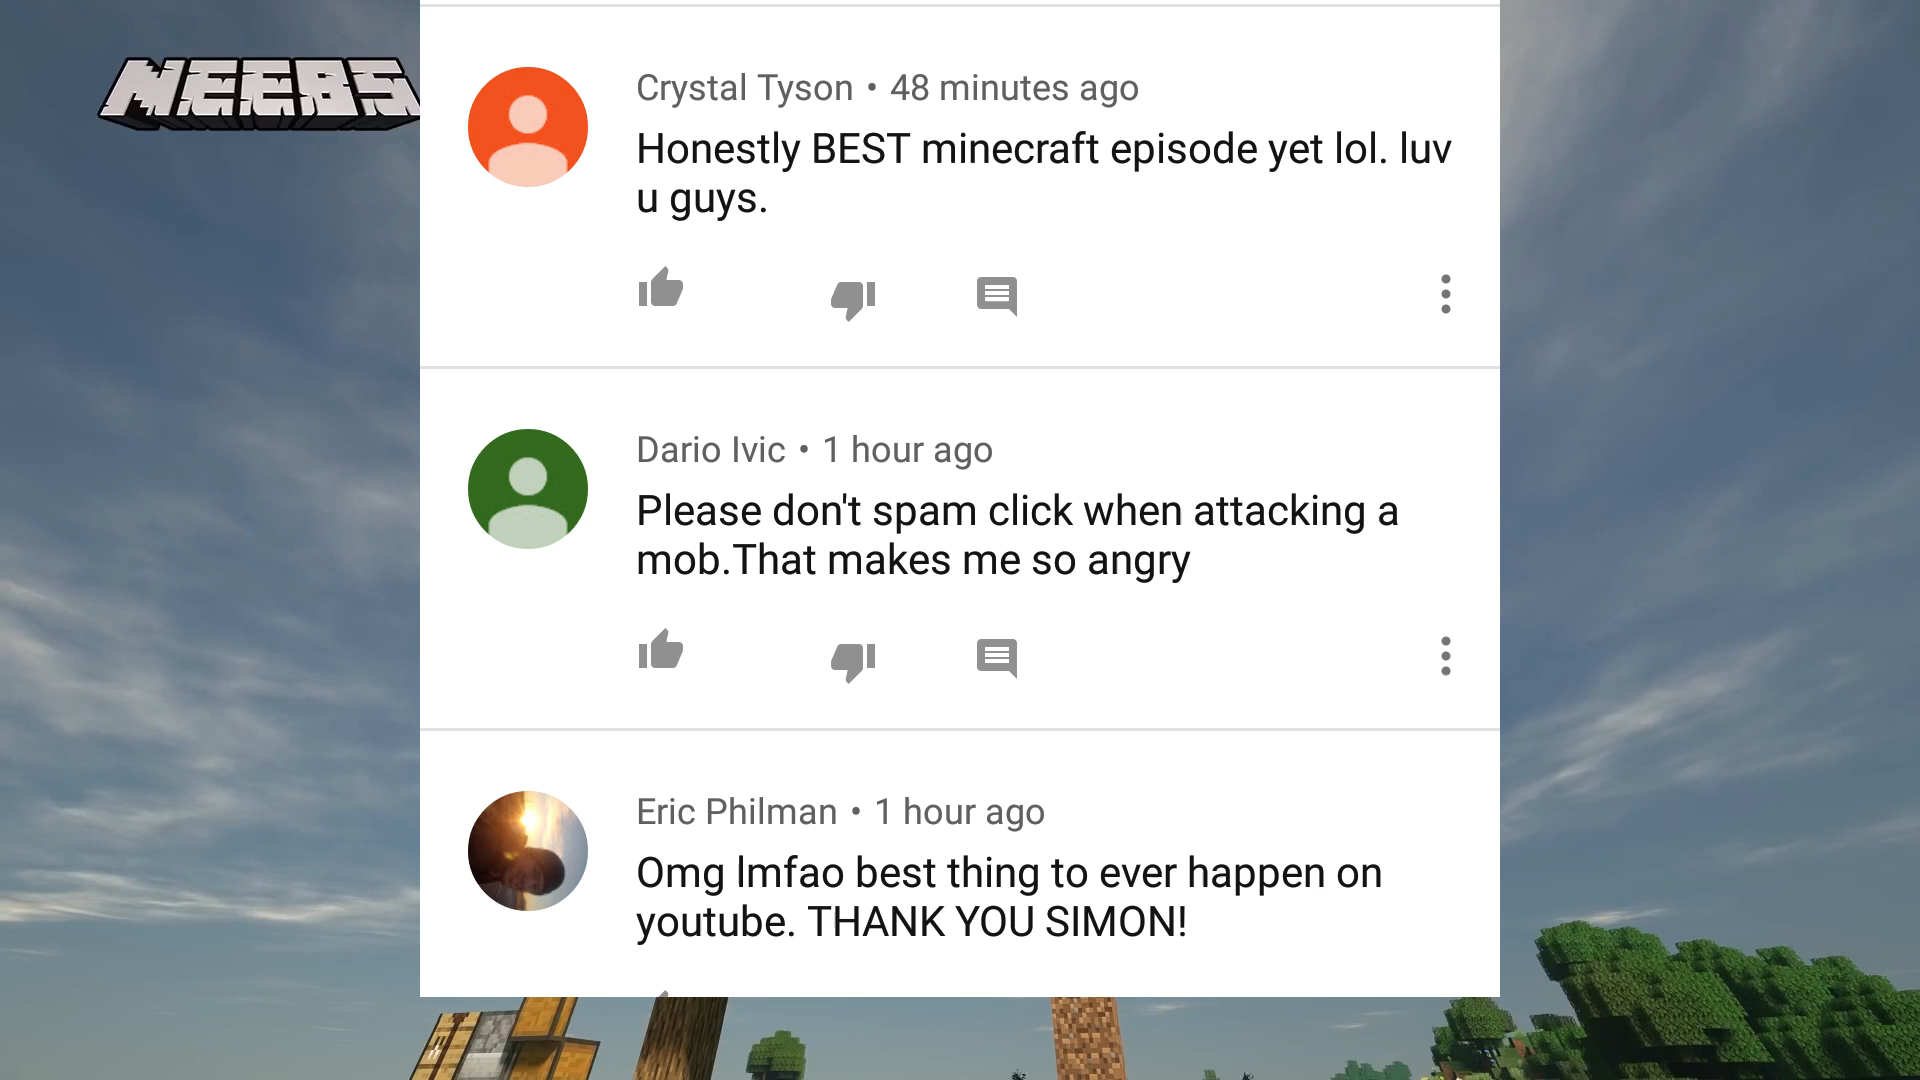 NEEBS
Crystal Tyson • 48 minutes ago
Honestly BEST minecraft episode yet lol. luv
u guys.
Dario Ivic • 1 hour ago
Please don't spam click when attacking a
mob.That makes me so angry
Eric Philman • 1 hour ago
Omg lmfao best thing to ever happen on
youtube. THANK YOU SIMON!